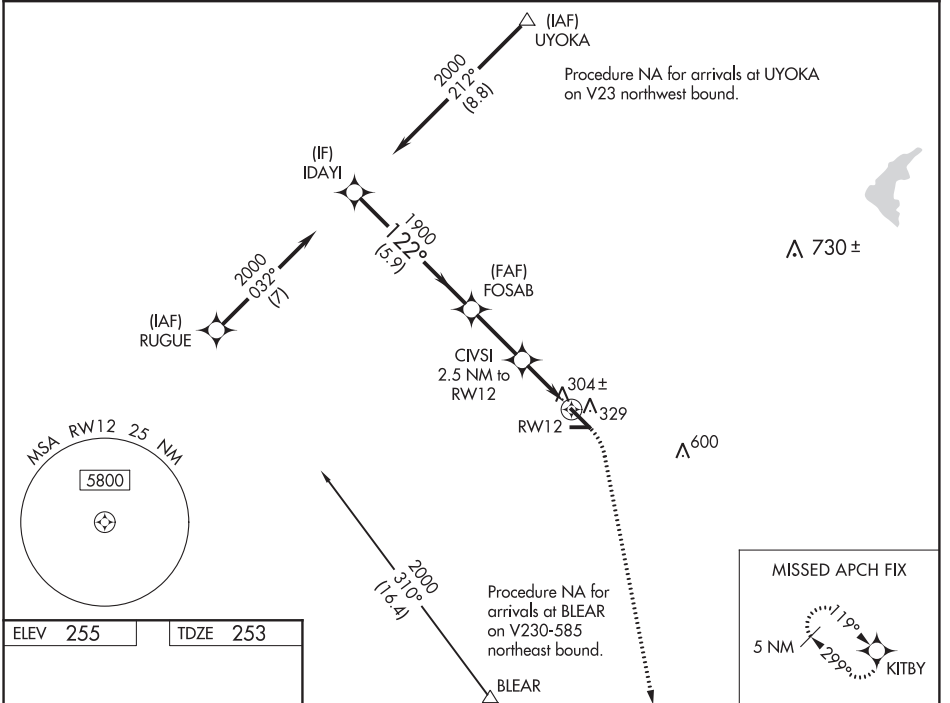 (IAF)
UYOKA
2000
212°
(8.8)
Procedure NA for arrivals at UYOKA
on V23 northwest bound.
(IF)
IDAYI
1900
122°
(5.9)
730 ±
2000
032°
(7)
(FAF)
FOSAB
(IAF)
RUGUE
CIVSI
2.5 NM to
RW12
304 ±
329
RW12
600
MSA RW12 25 NM
5800
2000
310°
(16.4)
Procedure NA for
arrivals at BLEAR
on V230-585
northeast bound.
BLEAR
MISSED APCH FIX
119°
5 NM
299°
KITBY
ELEV 255
TDZE 253